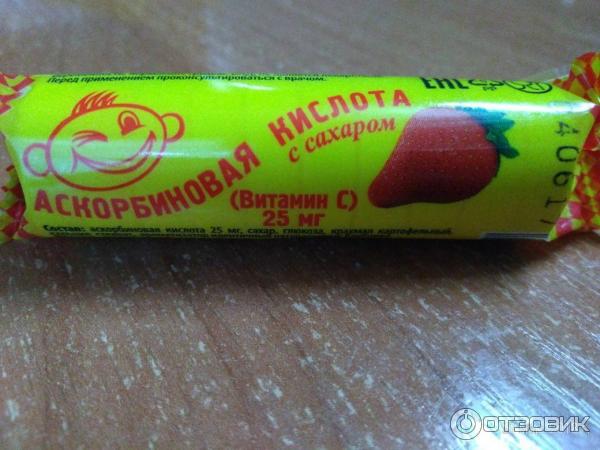 Перед применением проконсультироваться с врачом.
EAC
АСКОРБИНОВАЯ КИСЛОТА
с сахаром
(Витамин С)
25 мг
Состав: аскорбиновая кислота 25 мг, сахар, глюкоза, крахмал картофельный,
40617
ОТЗОВИК